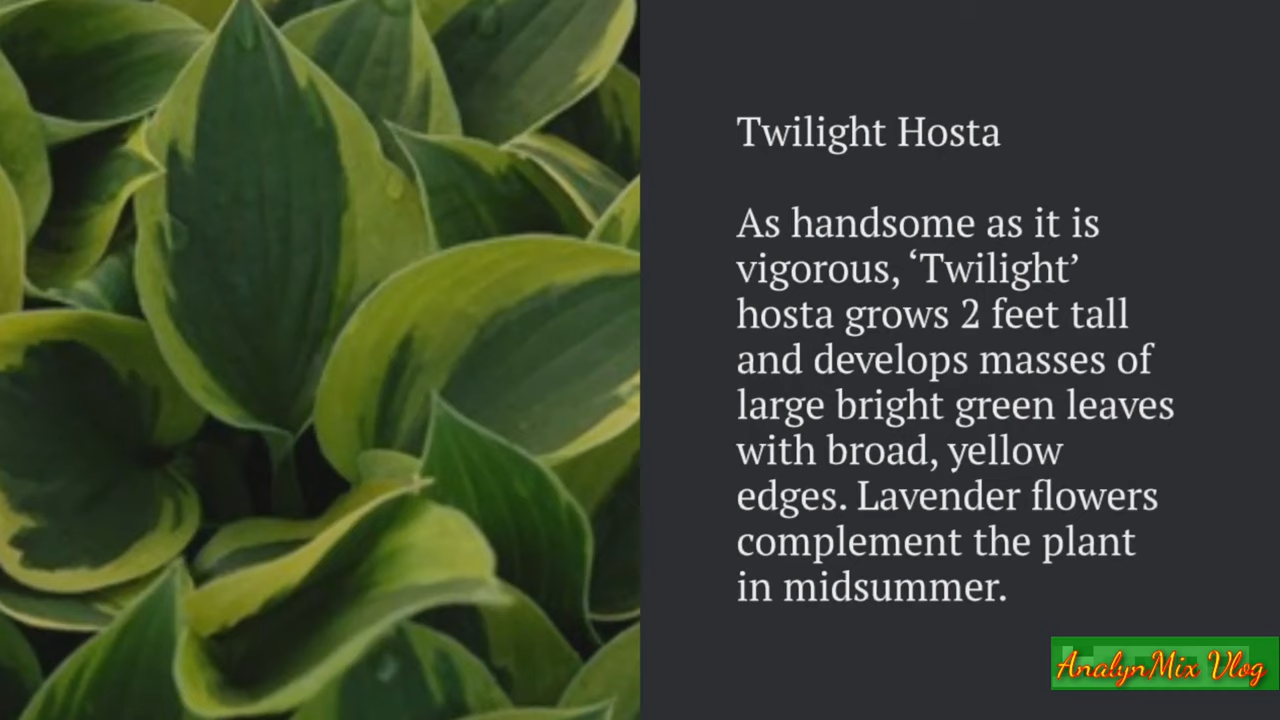 Twilight Hosta
As handsome as it is
vigorous, ‘Twilight’
hosta grows 2 feet tall
and develops masses of
large bright green leaves
with broad, yellow
edges. Lavender flowers
complement the plant
in midsummer.
AnalynMix Vlog